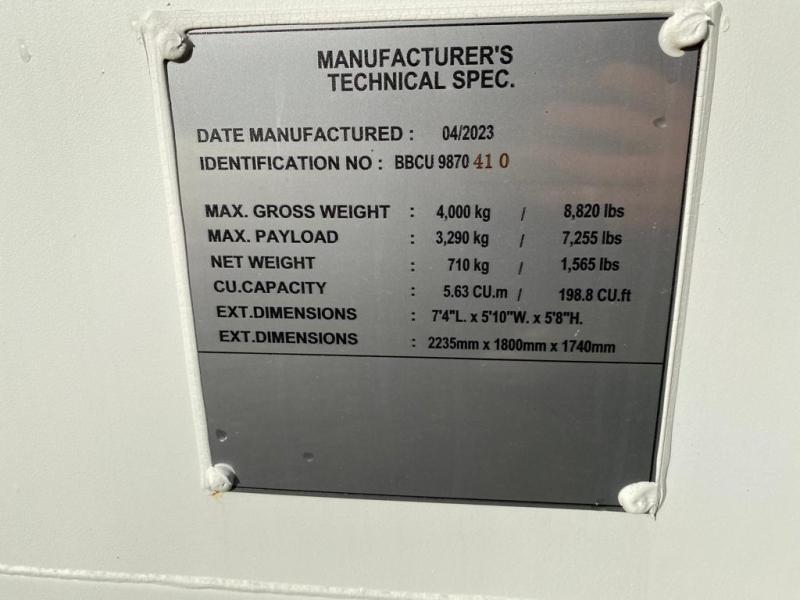 MANUFACTURER'S
TECHNICAL SPEC.
DATE MANUFACTURED : 04/2023
IDENTIFICATION NO : BBCU 9870 41 0
MAX. GROSS WEIGHT : 4,000 kg / 8,820 lbs
MAX. PAYLOAD : 3,290 kg / 7,255 lbs
NET WEIGHT : 710 kg / 1,565 lbs
CU.CAPACITY : 5.63 CU.m / 198.8 CU.ft
EXT.DIMENSIONS : 7'4"L. x 5'10"W. x 5'8"H.
EXT.DIMENSIONS : 2235mm x 1800mm x 1740mm